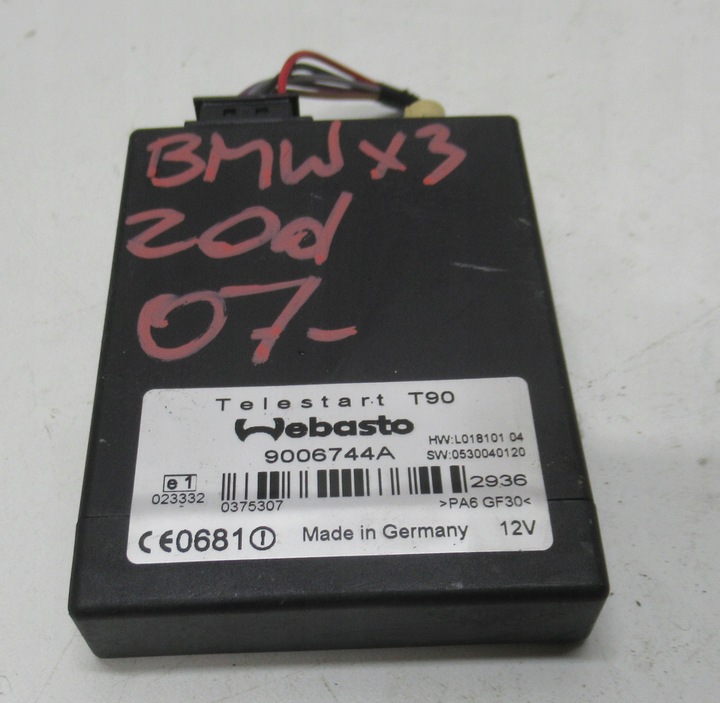 BMW X3
20d
07-
Telestart T90
Webasto
9006744A
HW:L018101 04
SW:0530040120
e1
023332
0375307
2936
>PA6 GF30<
CE0681
Made in Germany 12V